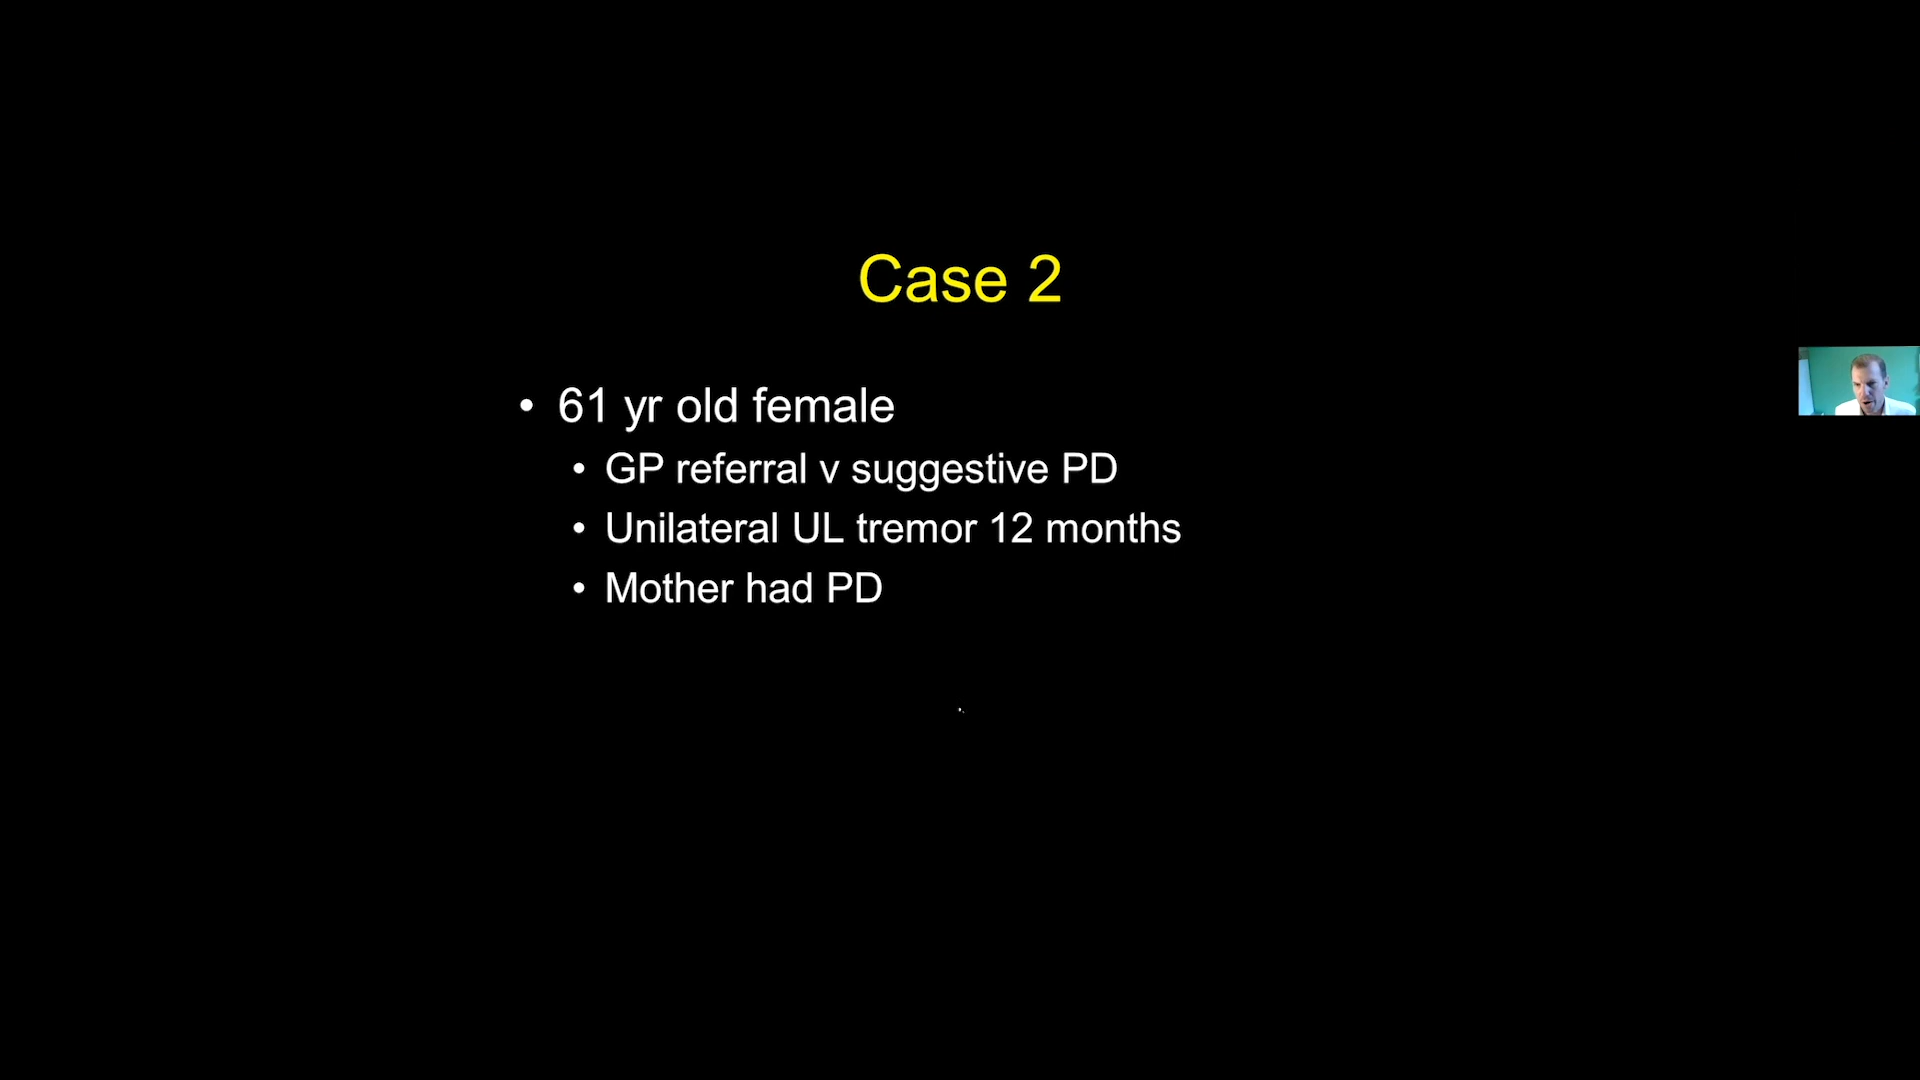 Case 2
• 61 yr old female
• GP referral v suggestive PD
• Unilateral UL tremor 12 months
• Mother had PD